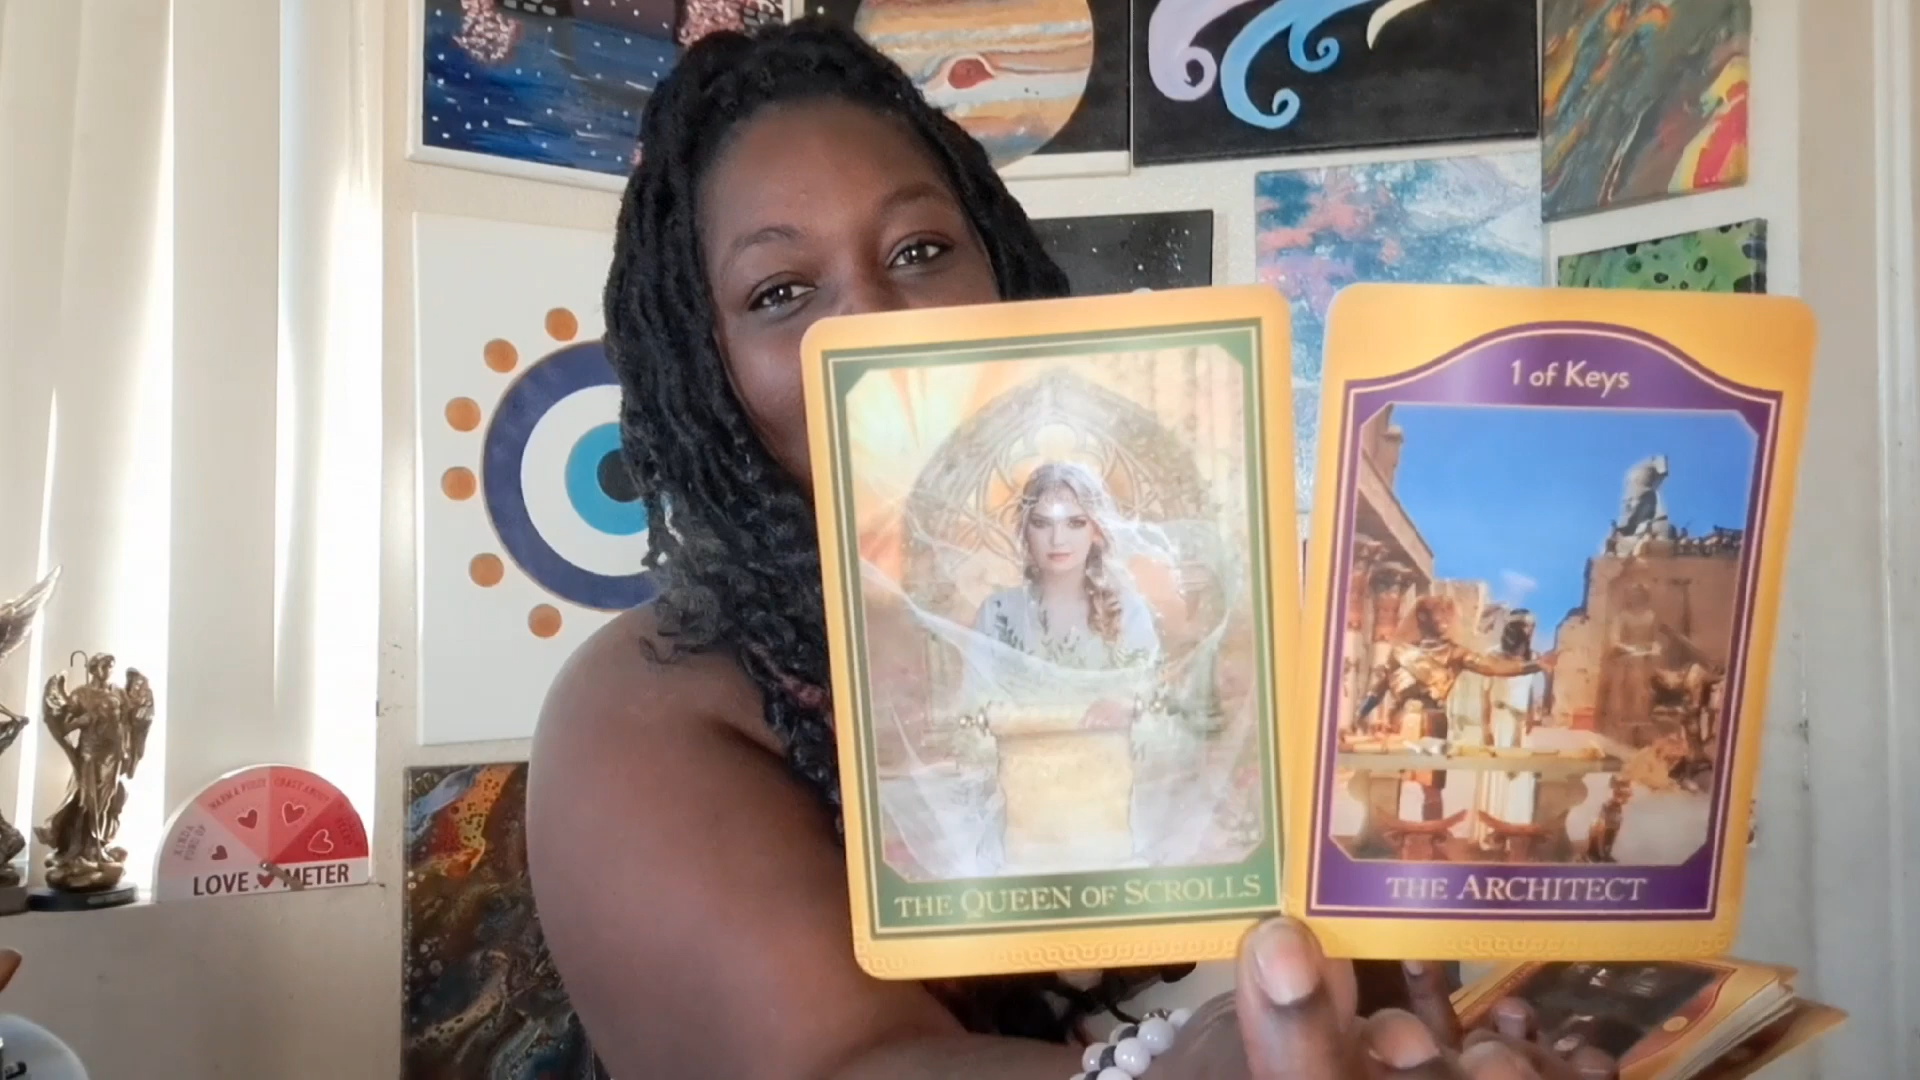 1 of Keys
THE QUEEN OF SCROLLS
THE ARCHITECT
LOVE METER